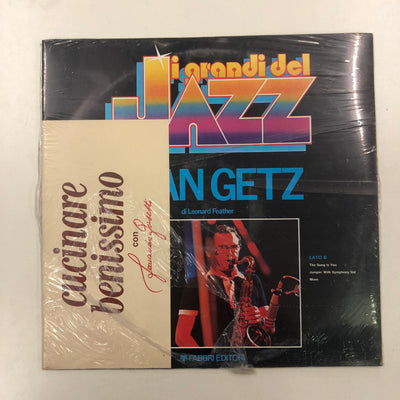 i grandi del
JAZZ
AN GETZ
di Leonard Feather
cucinare
benissimo
con
LATO B
The Song Is You
Jumpin' With Symphony Sid
Move
FABBRI EDITORI